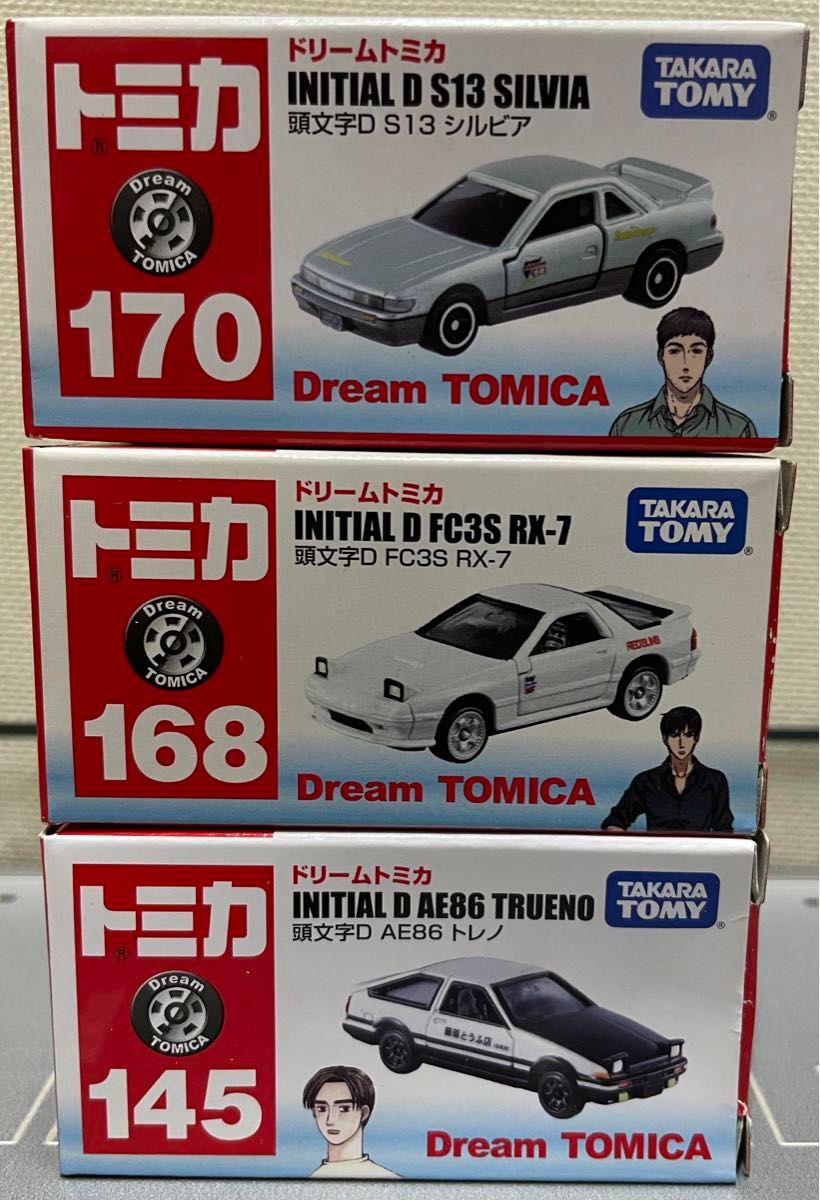 トミカ
®
Dream
TOMICA
170
ドリームトミカ
INITIAL D S13 SILVIA
頭文字D S13 シルビア
TAKARA
TOMY
®
Dream TOMICA
トミカ
®
Dream
TOMICA
168
ドリームトミカ
INITIAL D FC3S RX-7
頭文字D FC3S RX-7
TAKARA
TOMY
®
REDSUNS
Dream TOMICA
トミカ
®
Dream
TOMICA
145
ドリームトミカ
INITIAL D AE86 TRUENO
頭文字D AE86 トレノ
TAKARA
TOMY
®
藤原とうふ店
Dream TOMICA